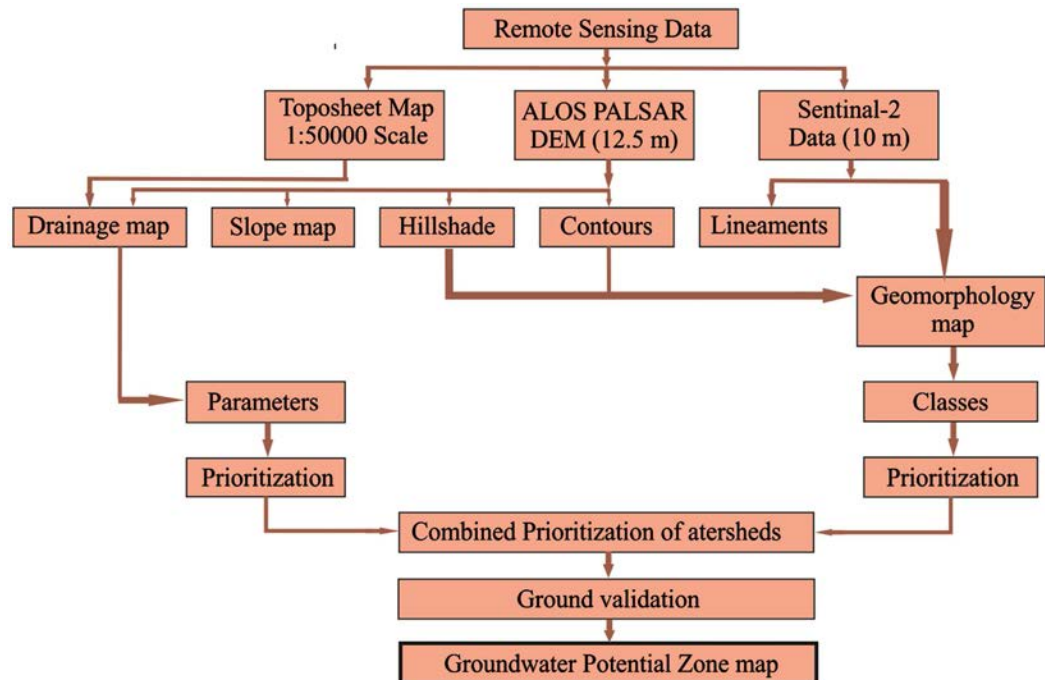 Remote Sensing Data
Toposheet Map
1:50000 Scale
ALOS PALSAR
DEM (12.5 m)
Sentinal-2
Data (10 m)
Drainage map
Slope map
Hillshade
Contours
Lineaments
Geomorphology
map
Parameters
Classes
Prioritization
Prioritization
Combined Prioritization of atersheds
Ground validation
Groundwater Potential Zone map